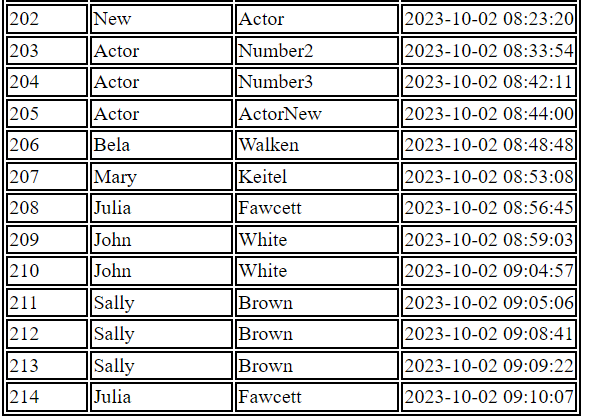 202 New Actor 2023-10-02 08:23:20
203 Actor Number2 2023-10-02 08:33:54
204 Actor Number3 2023-10-02 08:42:11
205 Actor ActorNew 2023-10-02 08:44:00
206 Bela Walken 2023-10-02 08:48:48
207 Mary Keitel 2023-10-02 08:53:08
208 Julia Fawcett 2023-10-02 08:56:45
209 John White 2023-10-02 08:59:03
210 John White 2023-10-02 09:04:57
211 Sally Brown 2023-10-02 09:05:06
212 Sally Brown 2023-10-02 09:08:41
213 Sally Brown 2023-10-02 09:09:22
214 Julia Fawcett 2023-10-02 09:10:07